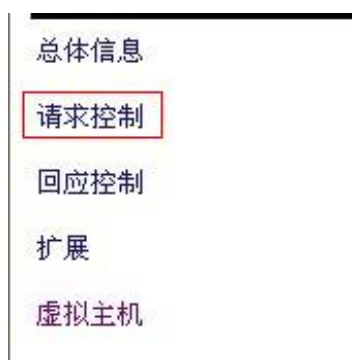 总体信息
请求控制
回应控制
扩展
虚拟主机